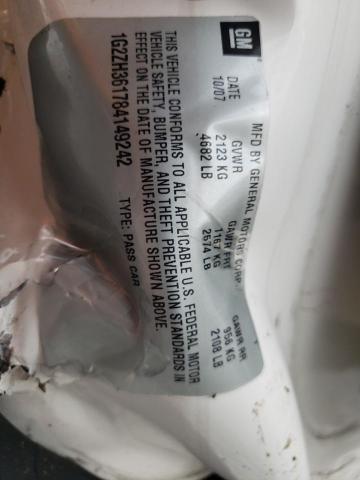 GM
MFD BY GENERAL MOTORS CORP
DATE GVWR GAWR FRT GAWR RR
10/07 2123 KG 1167 KG 956 KG
4682 LB 2574 LB 2108 LB
THIS VEHICLE CONFORMS TO ALL APPLICABLE U.S. FEDERAL MOTOR
VEHICLE SAFETY, BUMPER, AND THEFT PREVENTION STANDARDS IN
EFFECT ON THE DATE OF MANUFACTURE SHOWN ABOVE.
1G2ZH361784149242 TYPE: PASS CAR